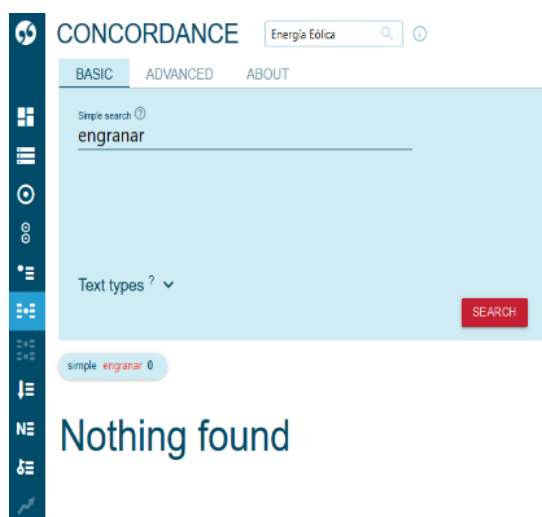 CONCORDANCE
Energía Eólica
BASIC ADVANCED ABOUT
Simple search ?
engranar
Text types ?
SEARCH
simple engranar 0
Nothing found
N